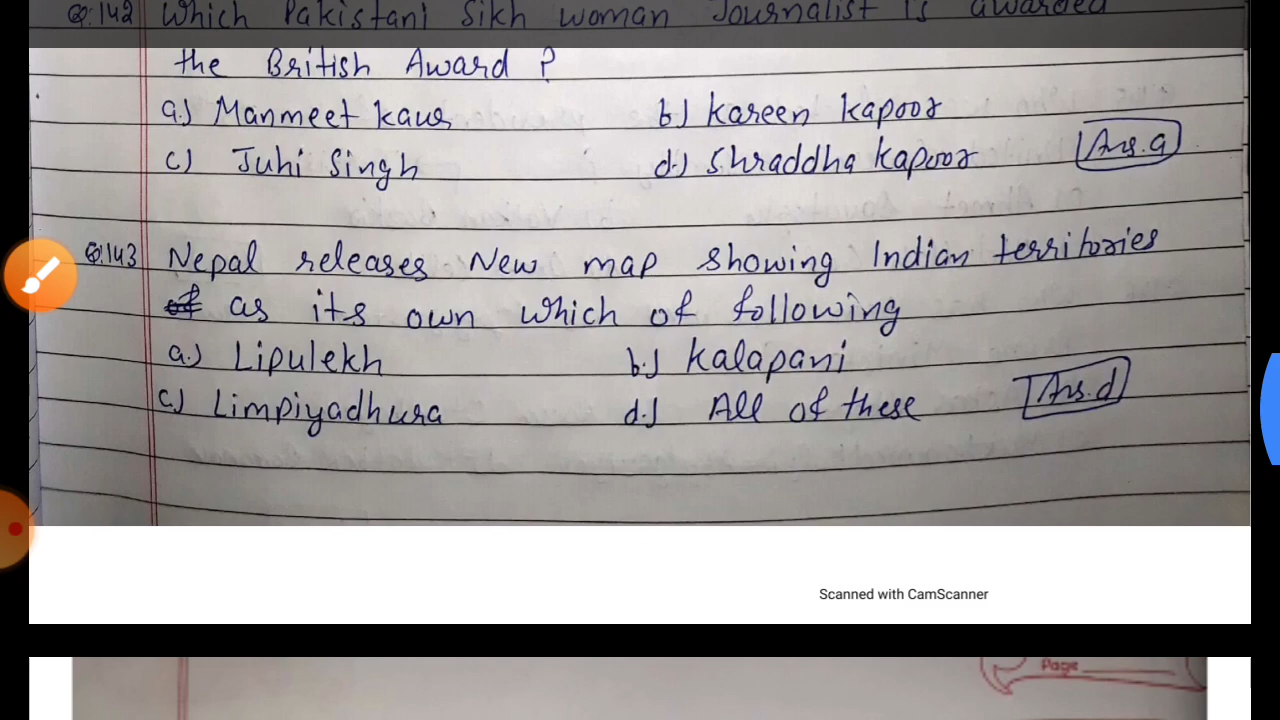 Q.142 Which Pakistani Sikh woman Journalist is awarded
the British Award ?
a.) Manmeet kaur b.) kareen kapoor
c.) Juhi Singh d.) Shraddha kapoor Ans.a
Q.143 Nepal releases New map showing Indian territories
as its own which of following
a.) Lipulekh b.) kalapani
c.) Limpiyadhura d.) All of these Ans.d
Scanned with CamScanner
Page